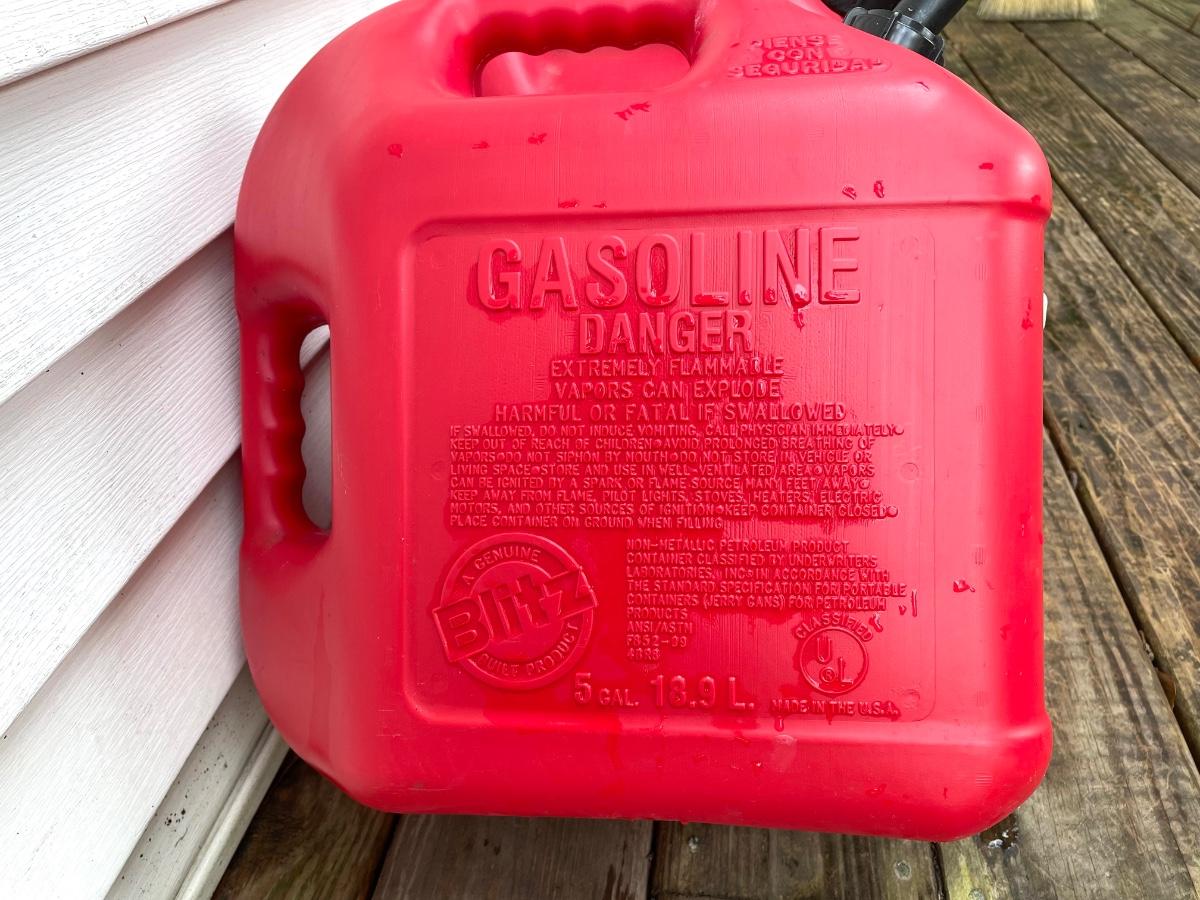 PIENSE
CON
SEGURIDAD
GASOLINE
DANGER
EXTREMELY FLAMMABLE
VAPORS CAN EXPLODE
HARMFUL OR FATAL IF SWALLOWED
IF SWALLOWED, DO NOT INDUCE VOMITING, CALL PHYSICIAN IMMEDIATELY•
KEEP OUT OF REACH OF CHILDREN•AVOID PROLONGED BREATHING OF
VAPORS•DO NOT SIPHON BY MOUTH•DO NOT STORE IN VEHICLE OR
LIVING SPACE•STORE AND USE IN WELL-VENTILATED AREA•VAPORS
CAN BE IGNITED BY A SPARK OR FLAME SOURCE MANY FEET AWAY•
KEEP AWAY FROM FLAME, PILOT LIGHTS, STOVES, HEATERS, ELECTRIC
MOTORS, AND OTHER SOURCES OF IGNITION•KEEP CONTAINER CLOSED•
PLACE CONTAINER ON GROUND WHEN FILLING
NON-METALLIC PETROLEUM PRODUCT
CONTAINER CLASSIFIED BY UNDERWRITERS
LABORATORIES, INC® IN ACCORDANCE WITH
THE STANDARD SPECIFICATION FOR PORTABLE
CONTAINERS (JERRY CANS) FOR PETROLEUM
PRODUCTS
ANSI/ASTM
F852-99
48R6
A GENUINE
Blitz
BUILT PRODUCT
CLASSIFIED
U L
®
5 GAL. 18.9 L.
MADE IN THE U.S.A.